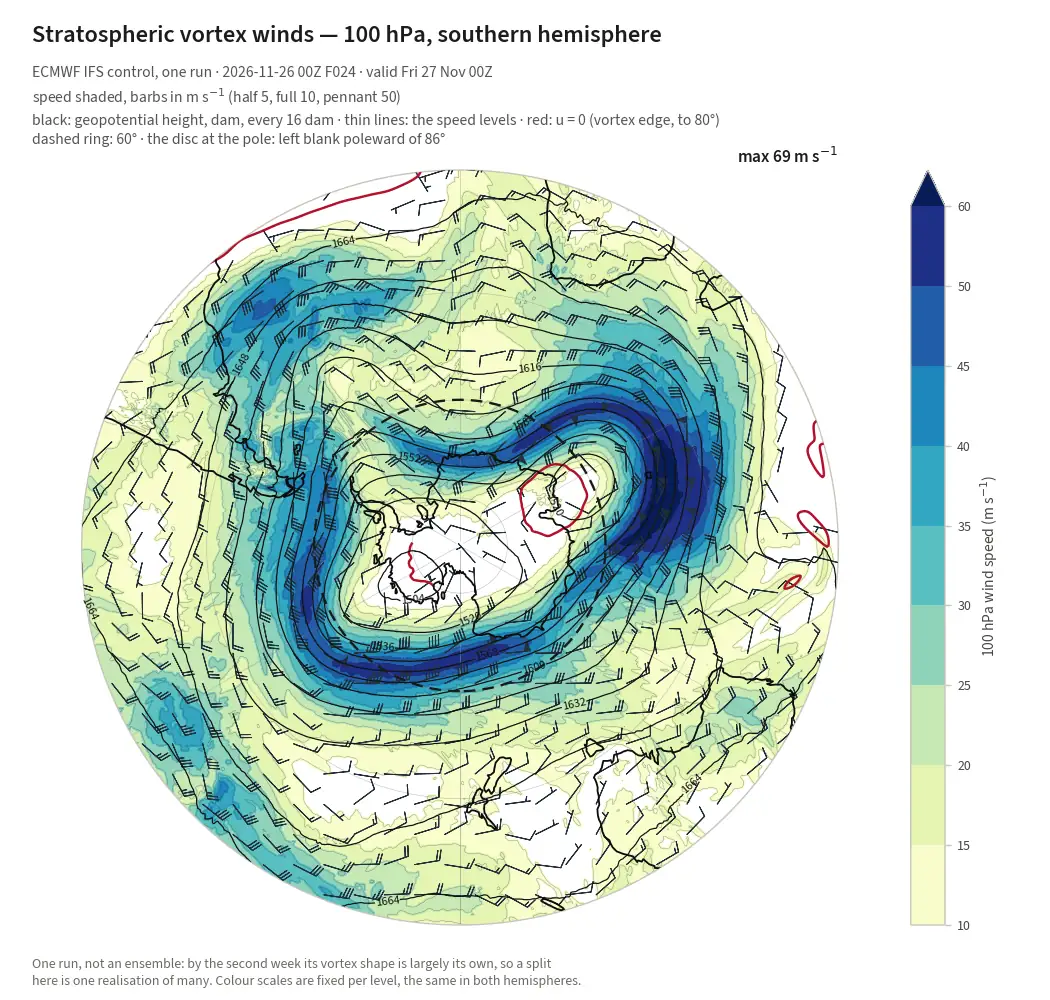 Stratospheric vortex winds — 100 hPa, southern hemisphere
ECMWF IFS control, one run · 2026-11-26 00Z F024 · valid Fri 27 Nov 00Z
speed shaded, barbs in m s⁻¹ (half 5, full 10, pennant 50)
black: geopotential height, dam, every 16 dam · thin lines: the speed levels · red: u = 0 (vortex edge, to 80°)
dashed ring: 60° · the disc at the pole: left blank poleward of 86°
max 69 m s⁻¹
60
50
45
40
35
30
25
20
15
10
100 hPa wind speed (m s⁻¹)
1664
1648
1616
1552
1664
1536
1568
1600
1632
1664
1664
One run, not an ensemble: by the second week its vortex shape is largely its own, so a split
here is one realisation of many. Colour scales are fixed per level, the same in both hemispheres.